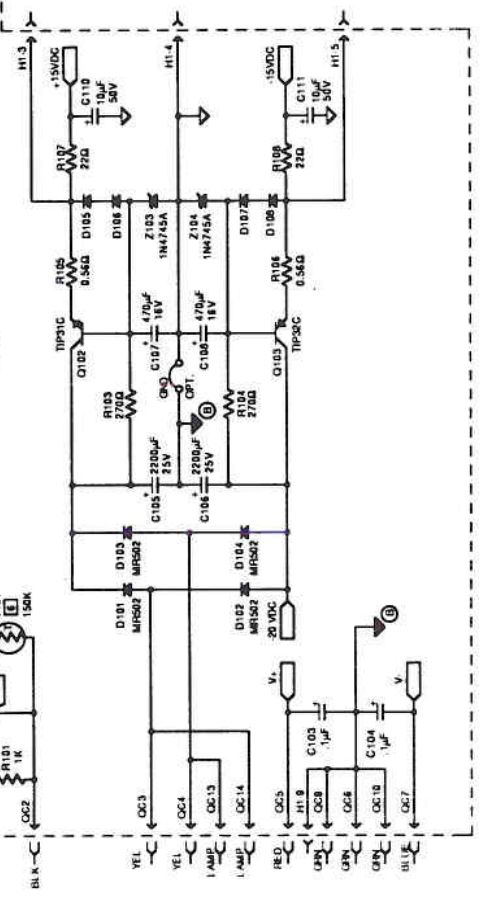 H1-3
H1-4
H1-5
+15VDC
C110
10µF
50V
-15VDC
C111
10µF
50V
R107
22Ω
R108
22Ω
D105
D106
Z103
1N4745A
Z104
1N4745A
D107
D108
R105
0.56Ω
R106
0.56Ω
TIP31C
Q102
470µF
16V
C107
470µF
16V
C108
TIP32C
Q103
OPT.
R103
270Ω
R104
270Ω
B
C105
2200µF
25V
C106
2200µF
25V
D103
MR502
D104
MR502
D101
MR502
D102
MR502
-20 VDC
6
150K
R101
1K
V+
V-
B
C103
.1µF
C104
.1µF
QC2
QC3
QC4
QC13
QC14
QC5
H1-9
QC8
QC6
QC10
QC7
BLK
YEL
YEL
LAMP
LAMP
RED
GRN
GRN
GRN
BLUE